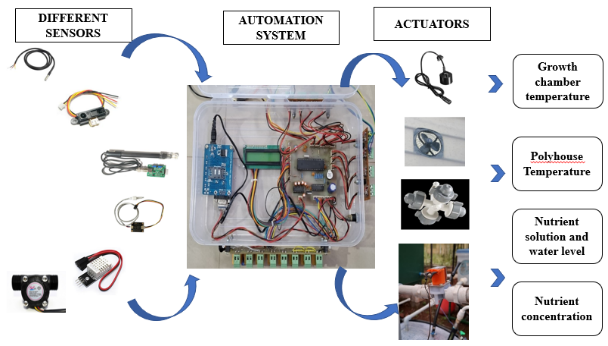 DIFFERENT
SENSORS
AUTOMATION
SYSTEM
ACTUATORS
Growth
chamber
temperature
Polyhouse
Temperature
Nutrient
solution and
water level
Nutrient
concentration